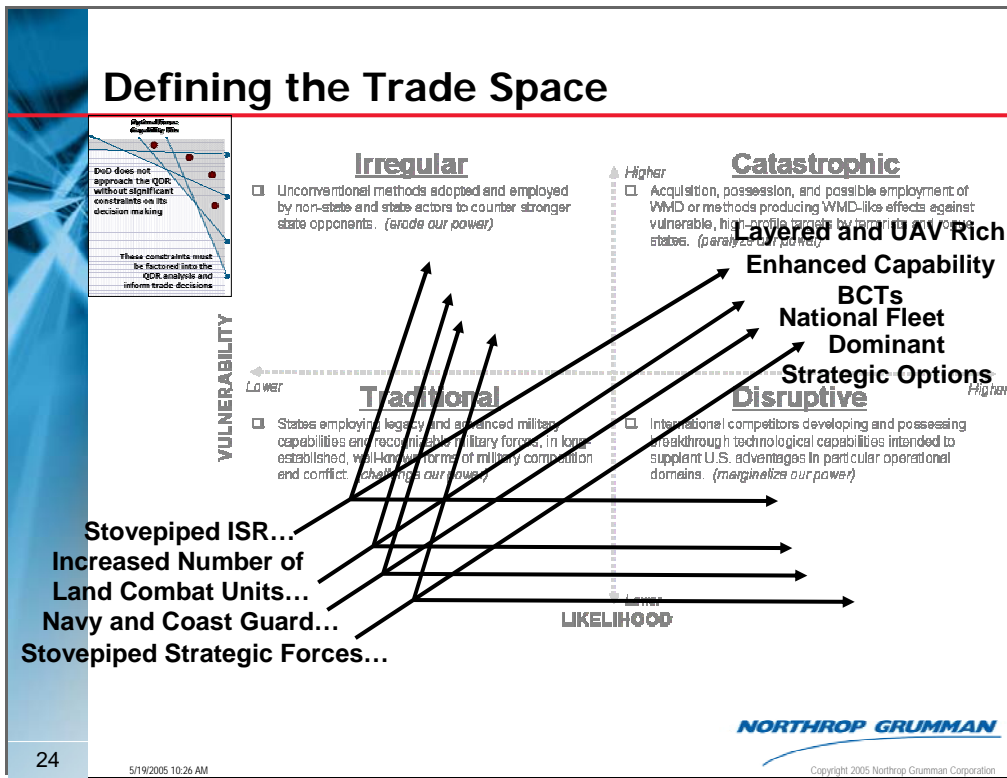 Defining the Trade Space
DoD does not
approach the QDR
without significant
constraints on its
decision making
These constraints must
be factored into the
QDR analysis and
inform trade decisions
Irregular
Unconventional methods adopted and employed
by non-state and state actors to counter stronger
state opponents. (erode our power)
Higher
Catastrophic
Acquisition, possession, and possible employment of
WMD or methods producing WMD-like effects against
vulnerable, high-profile targets by terrorists and rogue
states. (paralyze our power)
Layered and UAV Rich
Enhanced Capability
BCTs
National Fleet
Dominant
Strategic Options
VULNERABILITY
Lower
Higher
Traditional
States employing legacy and advanced military
capabilities and recognizable military forces, in long-
established, well-known forms of military competition
and conflict. (challenge our power)
Disruptive
International competitors developing and possessing
breakthrough technological capabilities intended to
supplant U.S. advantages in particular operational
domains. (marginalize our power)
Stovepiped ISR…
Increased Number of
Land Combat Units…
Navy and Coast Guard…
Stovepiped Strategic Forces…
Lower
LIKELIHOOD
NORTHROP GRUMMAN
24
5/19/2005 10:26 AM
Copyright 2005 Northrop Grumman Corporation